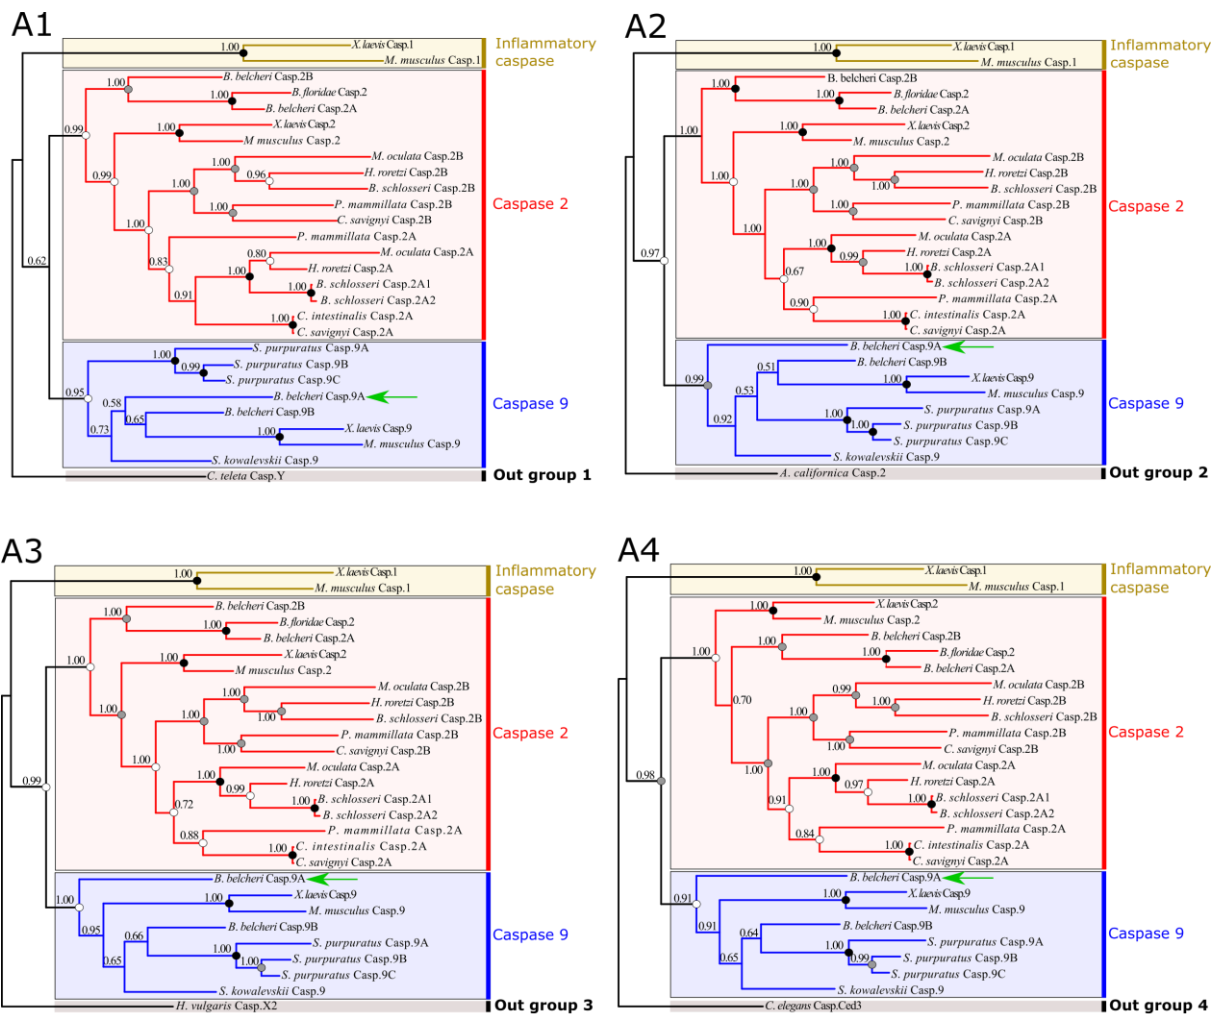 A1
1.00
X.laevis Casp.1
M. musculus Casp.1
Inflammatory
caspase
1.00
B. belcheri Casp.2B
1.00
B. floridae Casp.2
B. belcheri Casp.2A
0.99
1.00
X.laevis Casp.2
M musculus Casp.2
0.99
1.00
M. oculata Casp.2B
1.00
0.96
H. roretzi Casp.2B
B. schlosseri Casp.2B
1.00
P. mammillata Casp.2B
C. savignyi Casp.2B
Caspase 2
1.00
P. mammillata Casp.2A
0.83
0.80
M. oculata Casp.2A
H. roretzi Casp.2A
1.00
1.00
B. schlosseri Casp.2A1
B. schlosseri Casp.2A2
0.91
1.00
C. intestinalis Casp.2A
C. savignyi Casp.2A
0.62
1.00
S. purpuratus Casp.9A
0.99
S. purpuratus Casp.9B
S. purpuratus Casp.9C
0.95
0.58
B. belcheri Casp.9A
0.65
B. belcheri Casp.9B
Caspase 9
0.73
1.00
X.laevis Casp.9
M. musculus Casp.9
S. kowalevskii Casp.9
C. teleta Casp.Y
Out group 1
A2
1.00
X.laevis Casp.1
M. musculus Casp.1
Inflammatory
caspase
1.00
B. belcheri Casp.2B
1.00
B. floridae Casp.2
B. belcheri Casp.2A
1.00
1.00
X.laevis Casp.2
M. musculus Casp.2
1.00
1.00
M. oculata Casp.2B
1.00
1.00
H. roretzi Casp.2B
B. schlosseri Casp.2B
1.00
P. mammillata Casp.2B
C. savignyi Casp.2B
Caspase 2
1.00
1.00
M. oculata Casp.2A
0.99
H. roretzi Casp.2A
1.00
B. schlosseri Casp.2A1
B. schlosseri Casp.2A2
0.67
0.90
P. mammillata Casp.2A
1.00
C. intestinalis Casp.2A
C. savignyi Casp.2A
0.97
B. belcheri Casp.9A
0.99
0.51
B. belcheri Casp.9B
1.00
X.laevis Casp.9
M. musculus Casp.9
0.53
1.00
S. purpuratus Casp.9A
Caspase 9
1.00
S. purpuratus Casp.9B
S. purpuratus Casp.9C
0.92
S. kowalevskii Casp.9
A. californica Casp.2
Out group 2
A3
1.00
X.laevis Casp.1
M. musculus Casp.1
Inflammatory
caspase
1.00
B. belcheri Casp.2B
1.00
B. floridae Casp.2
B. belcheri Casp.2A
1.00
1.00
X.laevis Casp.2
M musculus Casp.2
1.00
1.00
M. oculata Casp.2B
1.00
1.00
H. roretzi Casp.2B
B. schlosseri Casp.2B
1.00
P. mammillata Casp.2B
C. savignyi Casp.2B
Caspase 2
1.00
1.00
M. oculata Casp.2A
0.99
H. roretzi Casp.2A
1.00
B. schlosseri Casp.2A1
B. schlosseri Casp.2A2
0.72
0.88
P. mammillata Casp.2A
1.00
C. intestinalis Casp.2A
C. savignyi Casp.2A
0.99
B. belcheri Casp.9A
1.00
1.00
X.laevis Casp.9
M. musculus Casp.9
0.95
0.66
B. belcheri Casp.9B
Caspase 9
1.00
S. purpuratus Casp.9A
1.00
S. purpuratus Casp.9B
S. purpuratus Casp.9C
0.65
S. kowalevskii Casp.9
H. vulgaris Casp.X2
Out group 3
A4
1.00
X.laevis Casp.1
M. musculus Casp.1
Inflammatory
caspase
1.00
X.laevis Casp.2
M. musculus Casp.2
1.00
1.00
B. belcheri Casp.2B
1.00
B. floridae Casp.2
B. belcheri Casp.2A
0.70
0.99
M. oculata Casp.2B
1.00
1.00
H. roretzi Casp.2B
B. schlosseri Casp.2B
1.00
P. mammillata Casp.2B
C. savignyi Casp.2B
Caspase 2
1.00
1.00
M. oculata Casp.2A
0.97
H. roretzi Casp.2A
1.00
B. schlosseri Casp.2A1
B. schlosseri Casp.2A2
0.91
0.84
P. mammillata Casp.2A
1.00
C. intestinalis Casp.2A
C. savignyi Casp.2A
0.98
B. belcheri Casp.9A
0.91
1.00
X.laevis Casp.9
M. musculus Casp.9
0.91
0.64
B. belcheri Casp.9B
Caspase 9
1.00
S. purpuratus Casp.9A
0.99
S. purpuratus Casp.9B
S. purpuratus Casp.9C
0.65
S. kowalevskii Casp.9
C. elegans Casp.Ced3
Out group 4